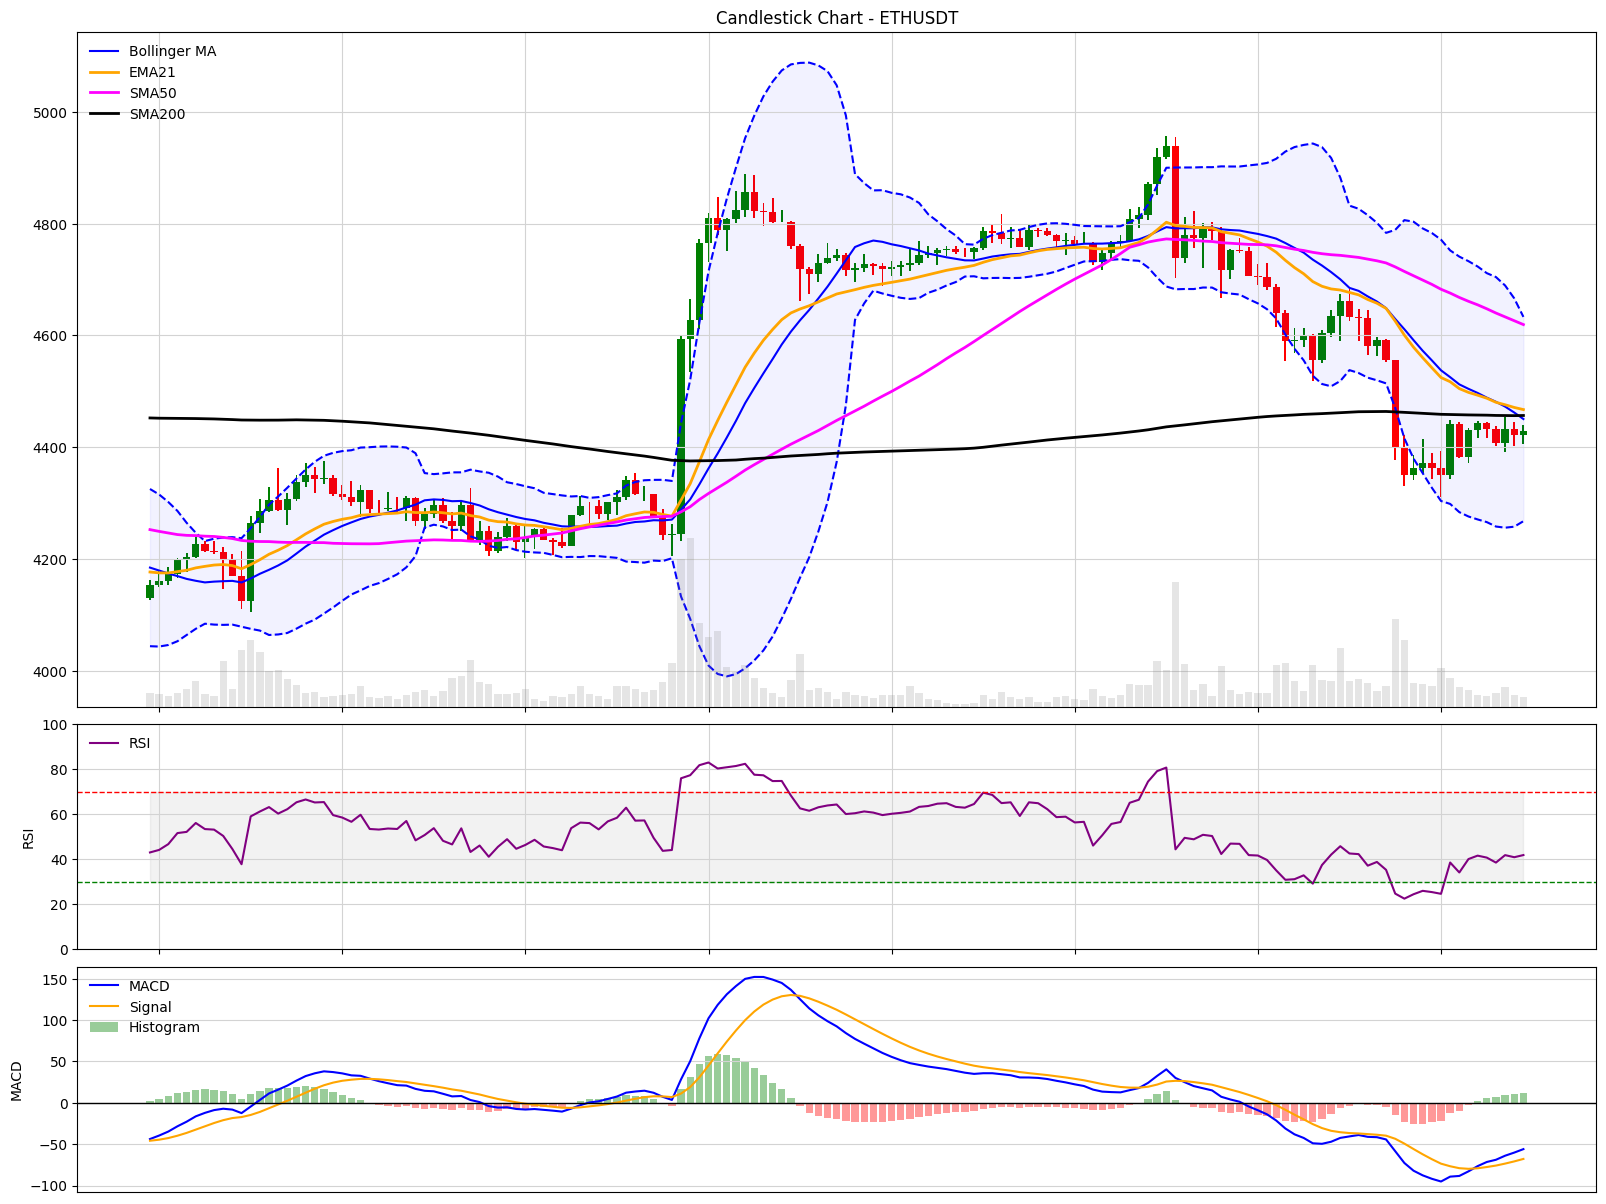 Candlestick Chart - ETHUSDT
Bollinger MA
EMA21
SMA50
SMA200
5000
4800
4600
4400
4200
4000
100
80
60
40
20
0
RSI
RSI
150
100
50
0
−50
−100
MACD
MACD
Signal
Histogram